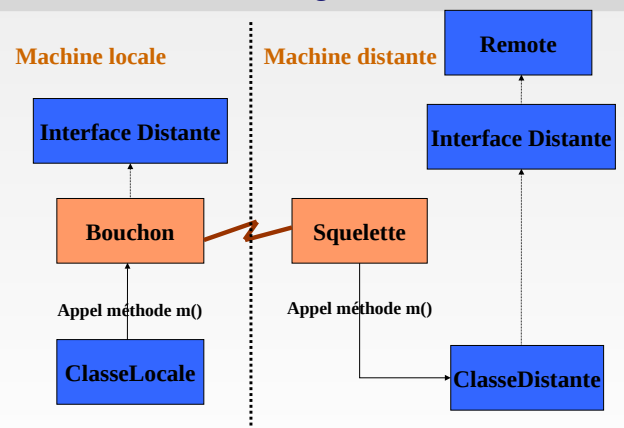 Machine locale
Machine distante
Remote
Interface Distante
Interface Distante
Bouchon
Squelette
Appel méthode m()
Appel méthode m()
ClasseLocale
ClasseDistante